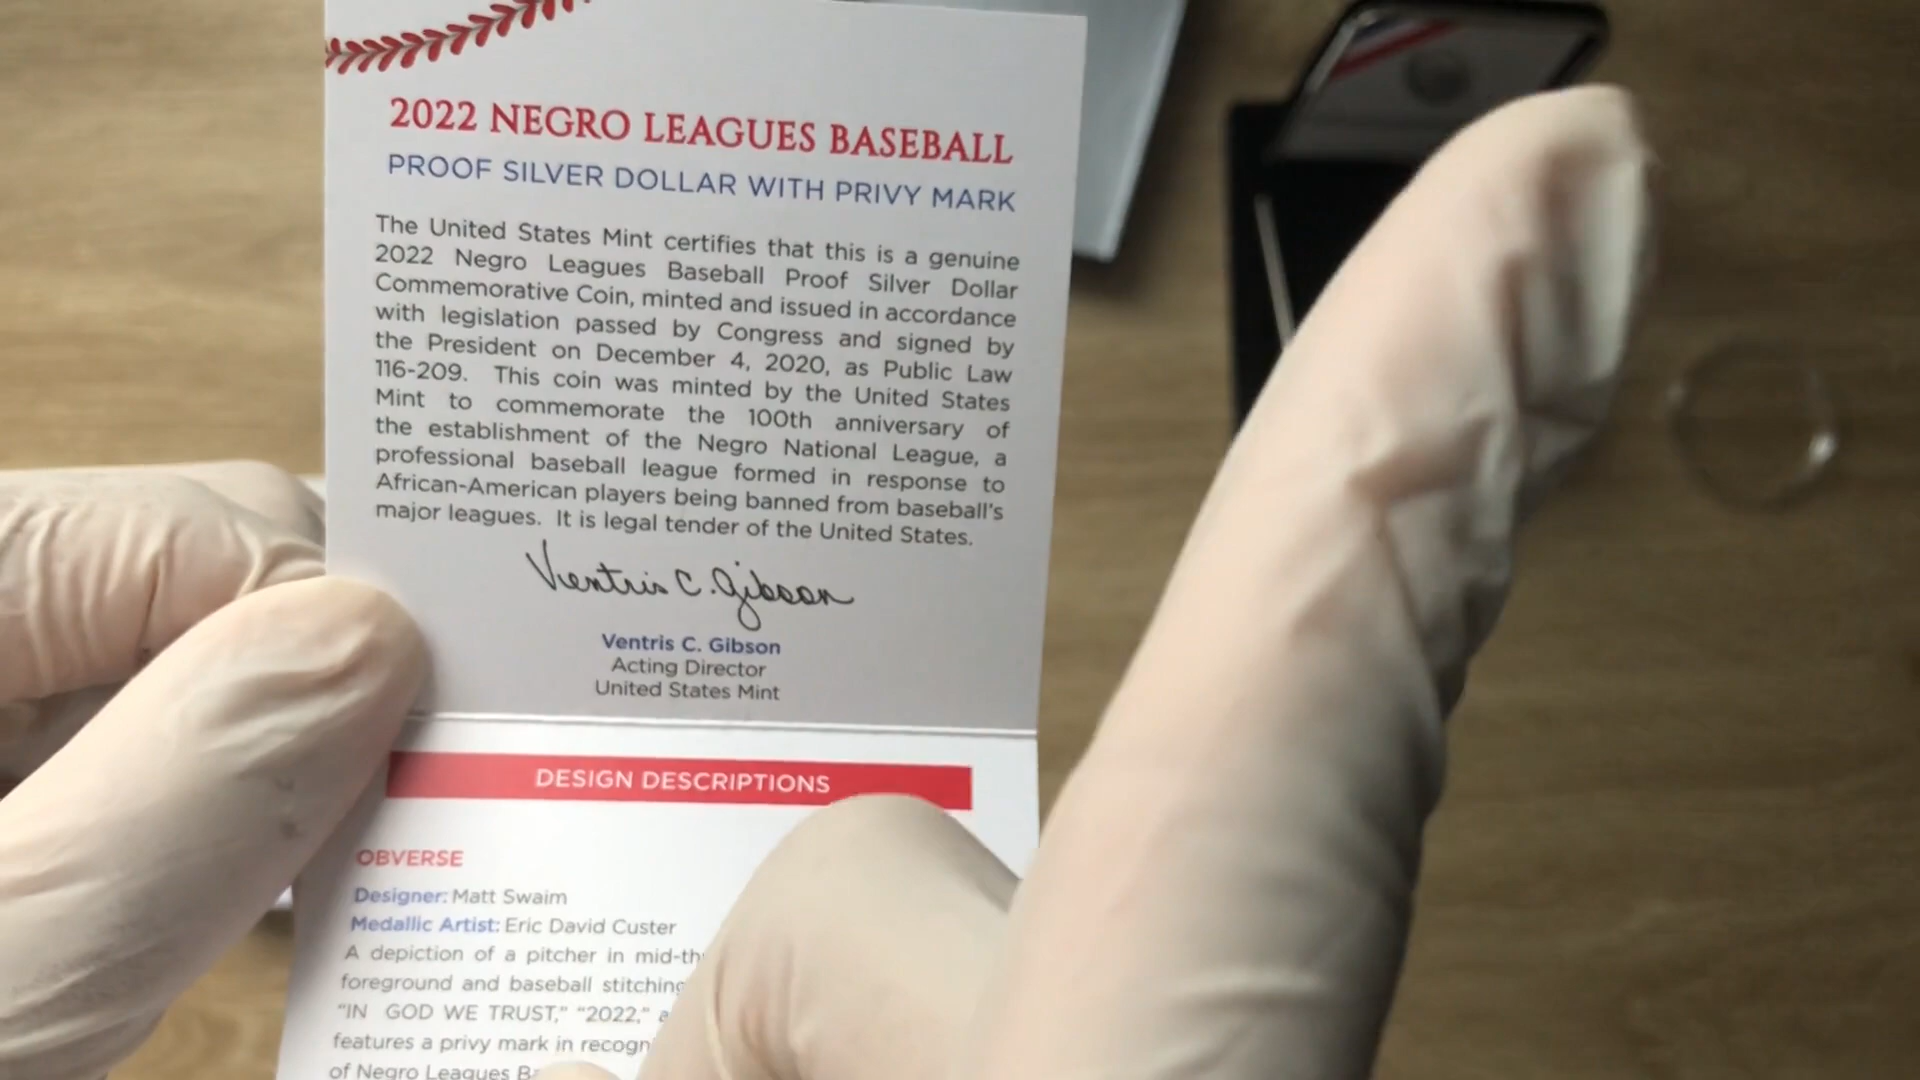 2022 NEGRO LEAGUES BASEBALL
PROOF SILVER DOLLAR WITH PRIVY MARK
The United States Mint certifies that this is a genuine
2022 Negro Leagues Baseball Proof Silver Dollar
Commemorative Coin, minted and issued in accordance
with legislation passed by Congress and signed by
the President on December 4, 2020, as Public Law
116-209. This coin was minted by the United States
Mint to commemorate the 100th anniversary of
the establishment of the Negro National League, a
professional baseball league formed in response to
African-American players being banned from baseball's
major leagues. It is legal tender of the United States.
Ventris C. Gibson
Ventris C. Gibson
Acting Director
United States Mint
DESIGN DESCRIPTIONS
OBVERSE
Designer: Matt Swaim
Medallic Artist: Eric David Custer
A depiction of a pitcher in
foreground and baseball stitching
"IN GOD WE TRUST," "2022,"
features a privy mark in
of Negro Leagues